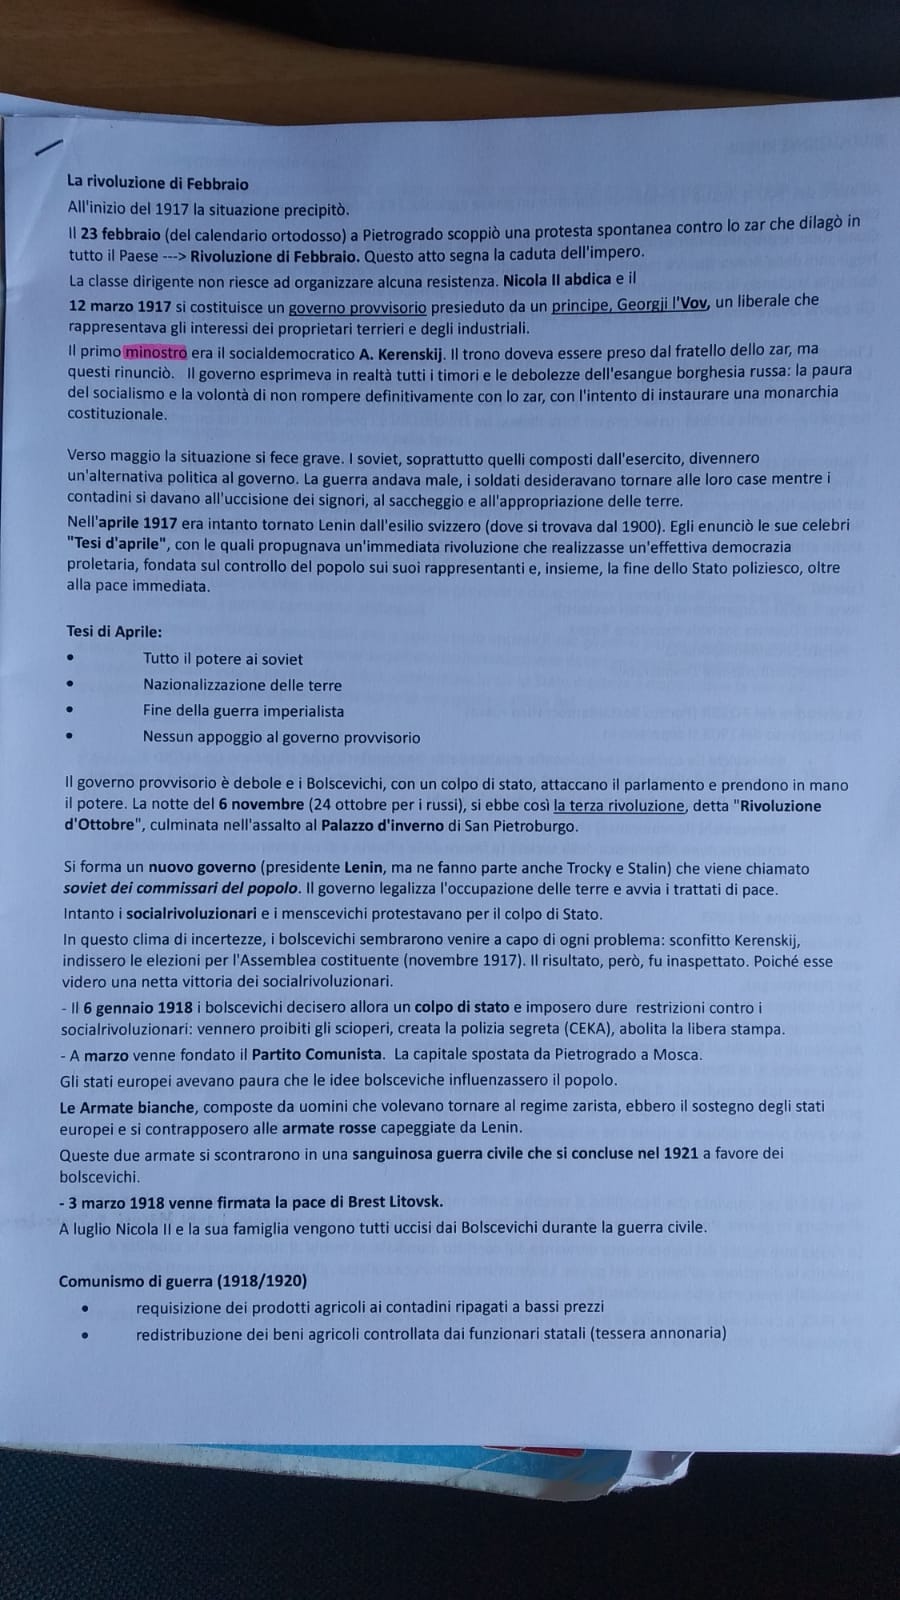 La rivoluzione di Febbraio
All'inizio del 1917 la situazione precipitò.
Il 23 febbraio (del calendario ortodosso) a Pietrogrado scoppiò una protesta spontanea contro lo zar che dilagò in
tutto il Paese ---> Rivoluzione di Febbraio. Questo atto segna la caduta dell'impero.
La classe dirigente non riesce ad organizzare alcuna resistenza. Nicola II abdica e il
12 marzo 1917 si costituisce un governo provvisorio presieduto da un principe, Georgji l'Vov, un liberale che
rappresentava gli interessi dei proprietari terrieri e degli industriali.
Il primo minostro era il socialdemocratico A. Kerenskij. Il trono doveva essere preso dal fratello dello zar, ma
questi rinunciò. Il governo esprimeva in realtà tutti i timori e le debolezze dell'esangue borghesia russa: la paura
del socialismo e la volontà di non rompere definitivamente con lo zar, con l'intento di instaurare una monarchia
costituzionale.
Verso maggio la situazione si fece grave. I soviet, soprattutto quelli composti dall'esercito, divennero
un'alternativa politica al governo. La guerra andava male, i soldati desideravano tornare alle loro case mentre i
contadini si davano all'uccisione dei signori, al saccheggio e all'appropriazione delle terre.
Nell'aprile 1917 era intanto tornato Lenin dall'esilio svizzero (dove si trovava dal 1900). Egli enunciò le sue celebri
"Tesi d'aprile", con le quali propugnava un'immediata rivoluzione che realizzasse un'effettiva democrazia
proletaria, fondata sul controllo del popolo sui suoi rappresentanti e, insieme, la fine dello Stato poliziesco, oltre
alla pace immediata.
Tesi di Aprile:
• Tutto il potere ai soviet
• Nazionalizzazione delle terre
• Fine della guerra imperialista
• Nessun appoggio al governo provvisorio
Il governo provvisorio è debole e i Bolscevichi, con un colpo di stato, attaccano il parlamento e prendono in mano
il potere. La notte del 6 novembre (24 ottobre per i russi), si ebbe così la terza rivoluzione, detta "Rivoluzione
d'Ottobre", culminata nell'assalto al Palazzo d'inverno di San Pietroburgo.
Si forma un nuovo governo (presidente Lenin, ma ne fanno parte anche Trocky e Stalin) che viene chiamato
soviet dei commissari del popolo. Il governo legalizza l'occupazione delle terre e avvia i trattati di pace.
Intanto i socialrivoluzionari e i menscevichi protestavano per il colpo di Stato.
In questo clima di incertezze, i bolscevichi sembrarono venire a capo di ogni problema: sconfitto Kerenskij,
indissero le elezioni per l'Assemblea costituente (novembre 1917). Il risultato, però, fu inaspettato. Poiché esse
videro una netta vittoria dei socialrivoluzionari.
- Il 6 gennaio 1918 i bolscevichi decisero allora un colpo di stato e imposero dure restrizioni contro i
socialrivoluzionari: vennero proibiti gli scioperi, creata la polizia segreta (CEKA), abolita la libera stampa.
- A marzo venne fondato il Partito Comunista. La capitale spostata da Pietrogrado a Mosca.
Gli stati europei avevano paura che le idee bolsceviche influenzassero il popolo.
Le Armate bianche, composte da uomini che volevano tornare al regime zarista, ebbero il sostegno degli stati
europei e si contrapposero alle armate rosse capeggiate da Lenin.
Queste due armate si scontrarono in una sanguinosa guerra civile che si concluse nel 1921 a favore dei
bolscevichi.
- 3 marzo 1918 venne firmata la pace di Brest Litovsk.
A luglio Nicola II e la sua famiglia vengono tutti uccisi dai Bolscevichi durante la guerra civile.
Comunismo di guerra (1918/1920)
• requisizione dei prodotti agricoli ai contadini ripagati a bassi prezzi
• redistribuzione dei beni agricoli controllata dai funzionari statali (tessera annonaria)